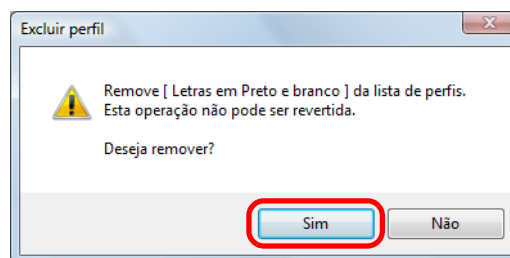 Excluir perfil
Remove [ Letras em Preto e branco ] da lista de perfis.
Esta operação não pode ser revertida.
Deseja remover?
Sim
Não